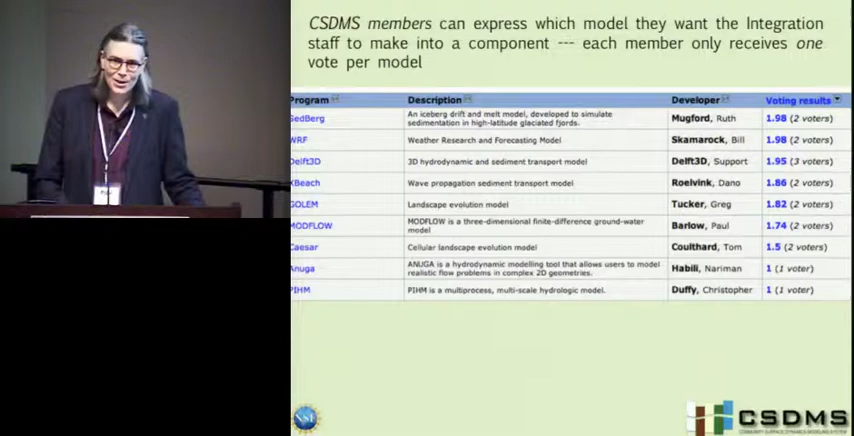 CSDMS members can express which model they want the Integration
staff to make into a component --- each member only receives one
vote per model
Program Description Developer Voting results
SedBerg An iceberg drift and melt model, developed to simulate
sedimentation in high-latitude glaciated fjords. Mugford, Ruth 1.98 (2 voters)
WRF Weather Research and Forecasting Model Skamarock, Bill 1.98 (2 voters)
Delft3D 3D hydrodynamic and sediment transport model Delft3D, Support 1.95 (3 voters)
XBeach Wave propagation sediment transport model Roelvink, Dano 1.86 (2 voters)
GOLEM Landscape evolution model Tucker, Greg 1.82 (2 voters)
MODFLOW MODFLOW is a three-dimensional finite-difference ground-water
model Barlow, Paul 1.74 (2 voters)
Caesar Cellular landscape evolution model Coulthard, Tom 1.5 (2 voters)
Anuga ANUGA is a hydrodynamic modelling tool that allows users to model
realistic flow problems in complex 2D geometries. Habili, Nariman 1 (1 voter)
PIHM PIHM is a multiprocess, multi-scale hydrologic model. Duffy, Christopher 1 (1 voter)
NSF
CSDMS
COMMUNITY SURFACE DYNAMICS MODELING SYSTEM